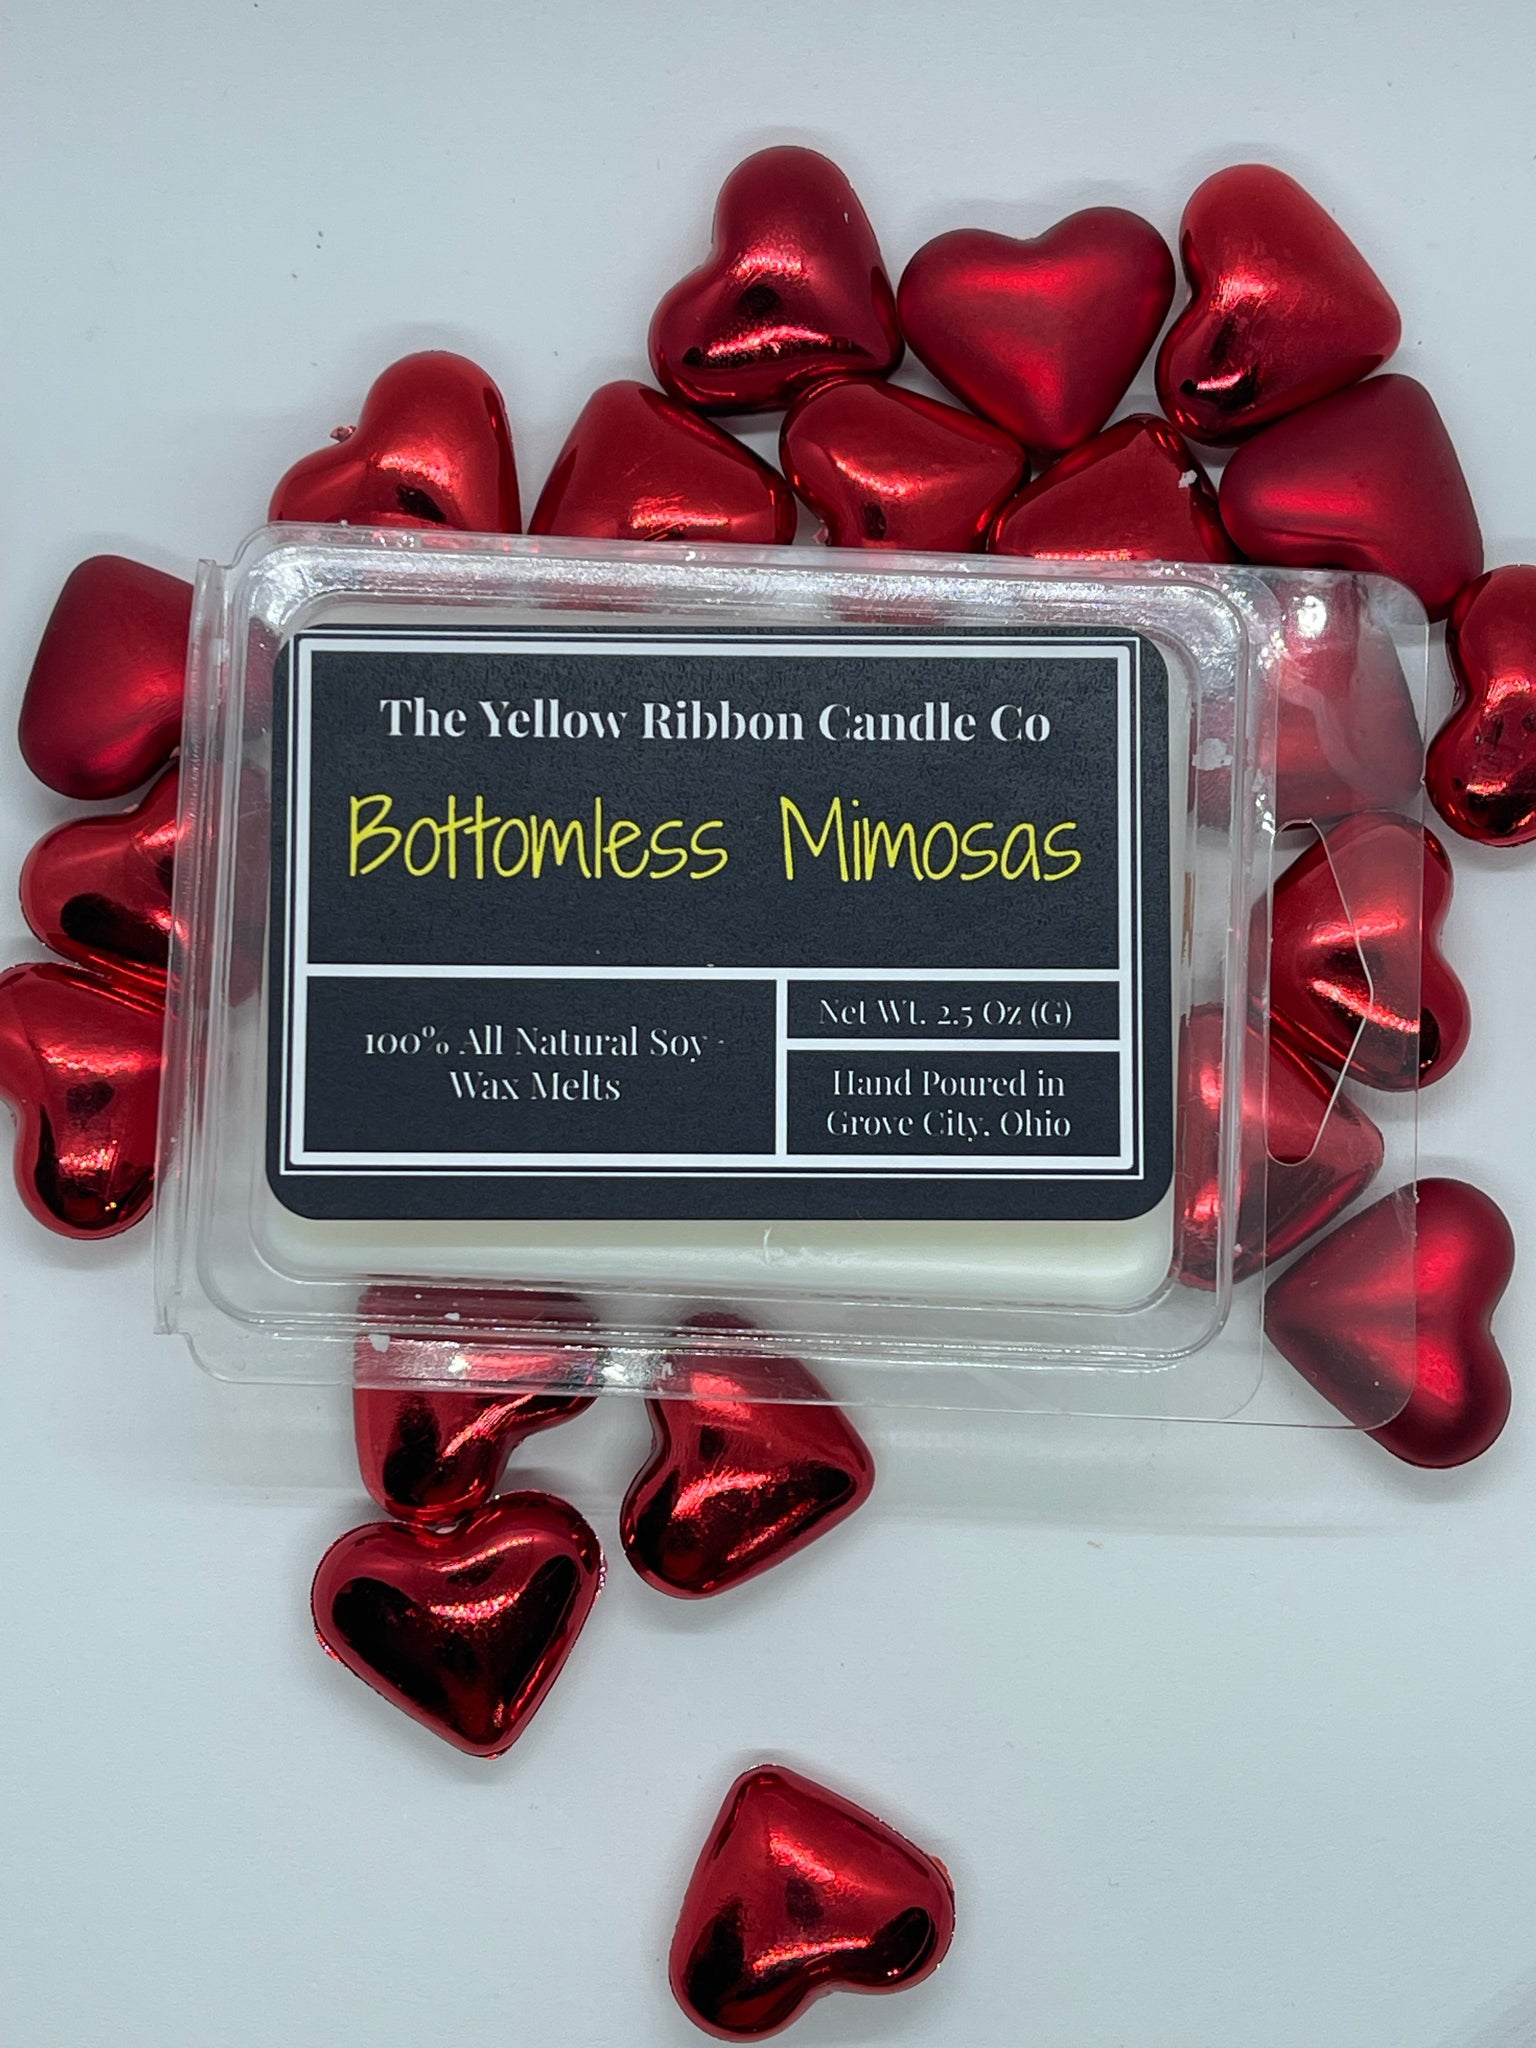 The Yellow Ribbon Candle Co
Bottomless Mimosas
100% All Natural Soy
Wax Melts
Net Wt. 2.5 Oz (G)
Hand Poured in
Grove City, Ohio